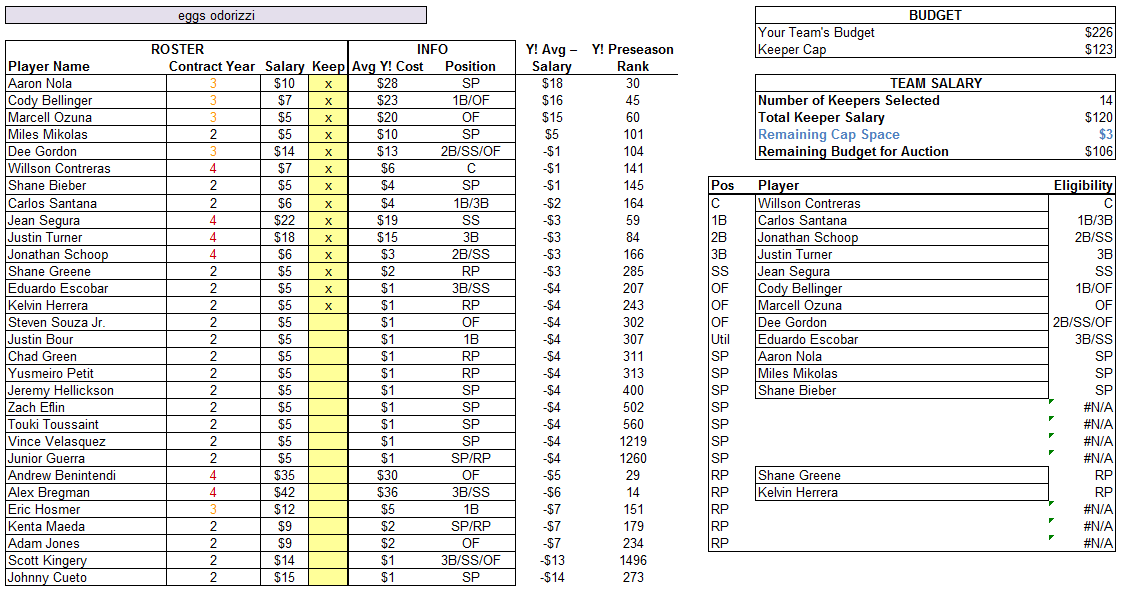 eggs odorizzi
ROSTER INFO Y! Avg – Y! Preseason
Player Name Contract Year Salary Keep Avg Y! Cost Position Salary Rank
Aaron Nola 3 $10 x $28 SP $18 30
Cody Bellinger 3 $7 x $23 1B/OF $16 45
Marcell Ozuna 3 $5 x $20 OF $15 60
Miles Mikolas 2 $5 x $10 SP $5 101
Dee Gordon 3 $14 x $13 2B/SS/OF -$1 104
Willson Contreras 4 $7 x $6 C -$1 141
Shane Bieber 2 $5 x $4 SP -$1 145
Carlos Santana 2 $6 x $4 1B/3B -$2 164
Jean Segura 4 $22 x $19 SS -$3 59
Justin Turner 4 $18 x $15 3B -$3 84
Jonathan Schoop 4 $6 x $3 2B/SS -$3 166
Shane Greene 2 $5 x $2 RP -$3 285
Eduardo Escobar 2 $5 x $1 3B/SS -$4 207
Kelvin Herrera 2 $5 x $1 RP -$4 243
Steven Souza Jr. 2 $5 $1 OF -$4 302
Justin Bour 2 $5 $1 1B -$4 307
Chad Green 2 $5 $1 RP -$4 311
Yusmeiro Petit 2 $5 $1 RP -$4 313
Jeremy Hellickson 2 $5 $1 SP -$4 400
Zach Eflin 2 $5 $1 SP -$4 502
Touki Toussaint 2 $5 $1 SP -$4 560
Vince Velasquez 2 $5 $1 SP -$4 1219
Junior Guerra 2 $5 $1 SP/RP -$4 1260
Andrew Benintendi 4 $35 $30 OF -$5 29
Alex Bregman 4 $42 $36 3B/SS -$6 14
Eric Hosmer 3 $12 $5 1B -$7 151
Kenta Maeda 2 $9 $2 SP/RP -$7 179
Adam Jones 2 $9 $2 OF -$7 234
Scott Kingery 2 $14 $1 3B/SS/OF -$13 1496
Johnny Cueto 2 $15 $1 SP -$14 273
BUDGET
Your Team's Budget $226
Keeper Cap $123
TEAM SALARY
Number of Keepers Selected 14
Total Keeper Salary $120
Remaining Cap Space $3
Remaining Budget for Auction $106
Pos Player Eligibility
C Willson Contreras C
1B Carlos Santana 1B/3B
2B Jonathan Schoop 2B/SS
3B Justin Turner 3B
SS Jean Segura SS
OF Cody Bellinger 1B/OF
OF Marcell Ozuna OF
OF Dee Gordon 2B/SS/OF
Util Eduardo Escobar 3B/SS
SP Aaron Nola SP
SP Miles Mikolas SP
SP Shane Bieber SP
SP #N/A
SP #N/A
SP #N/A
SP #N/A
RP Shane Greene RP
RP Kelvin Herrera RP
RP #N/A
RP #N/A
RP #N/A